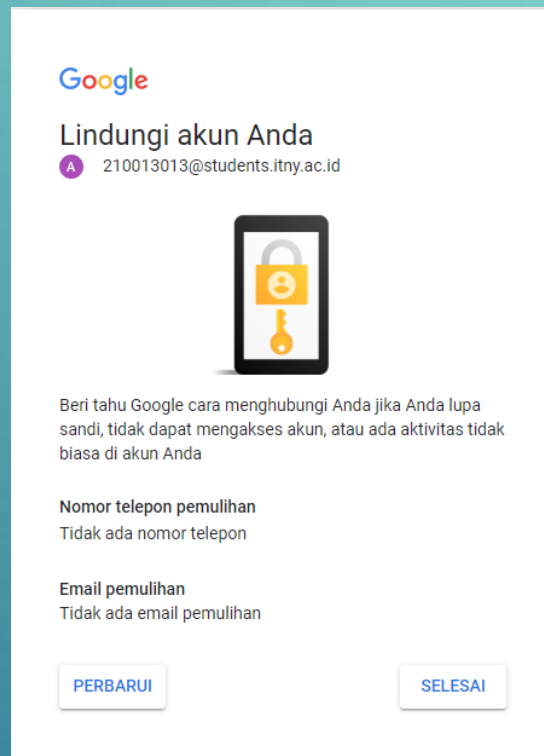 Google
Lindungi akun Anda
A 210013013@students.itny.ac.id
Beri tahu Google cara menghubungi Anda jika Anda lupa
sandi, tidak dapat mengakses akun, atau ada aktivitas tidak
biasa di akun Anda
Nomor telepon pemulihan
Tidak ada nomor telepon
Email pemulihan
Tidak ada email pemulihan
PERBARUI SELESAI